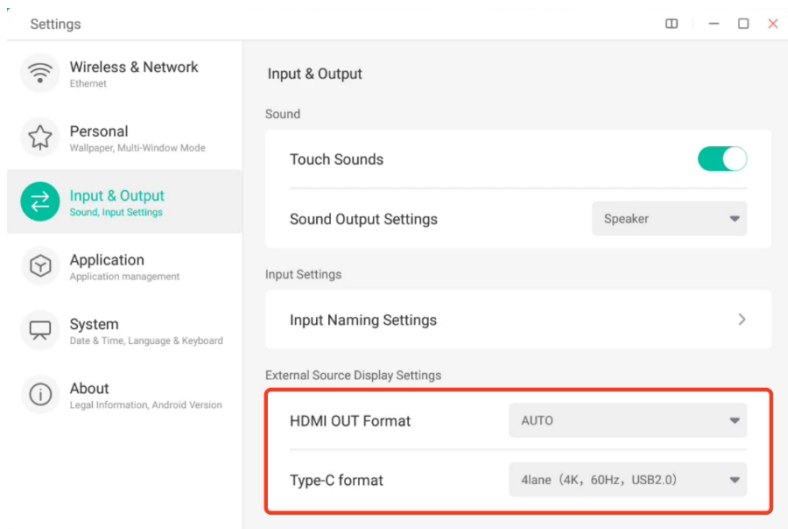 Settings
Wireless & Network
Ethernet
Personal
Wallpaper, Multi-Window Mode
Input & Output
Sound, Input Settings
Application
Application management
System
Date & Time, Language & Keyboard
About
Legal Information, Android Version
Input & Output
Sound
Touch Sounds
Sound Output Settings
Speaker
Input Settings
Input Naming Settings
External Source Display Settings
HDMI OUT Format
AUTO
Type-C format
4lane（4K，60Hz，USB2.0）